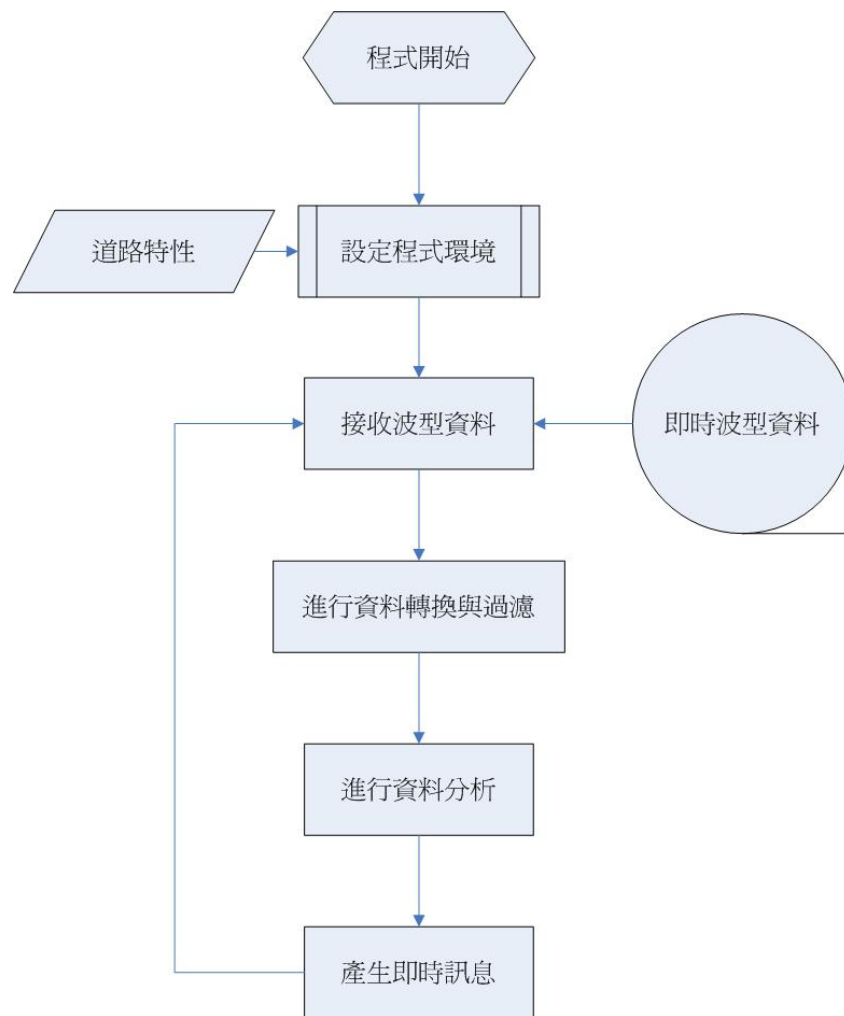 程式開始
道路特性
設定程式環境
接收波型資料
即時波型資料
進行資料轉換與過濾
進行資料分析
產生即時訊息